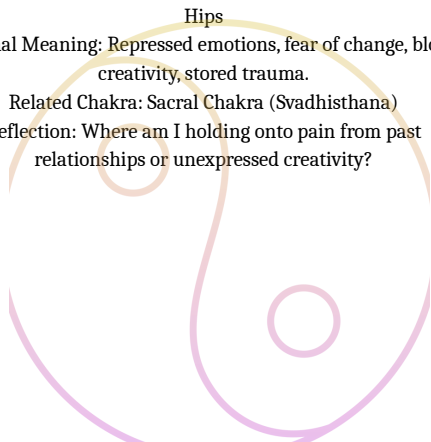 Hips
al Meaning: Repressed emotions, fear of change, blo
creativity, stored trauma.
Related Chakra: Sacral Chakra (Svadhisthana)
eflection: Where am I holding onto pain from past
relationships or unexpressed creativity?